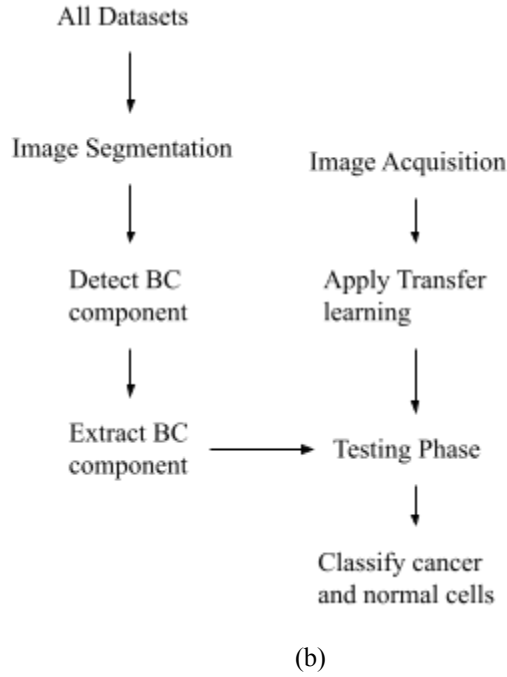 All Datasets
Image Segmentation
Detect BC
component
Extract BC
component
Image Acquisition
Apply Transfer
learning
Testing Phase
Classify cancer
and normal cells
(b)